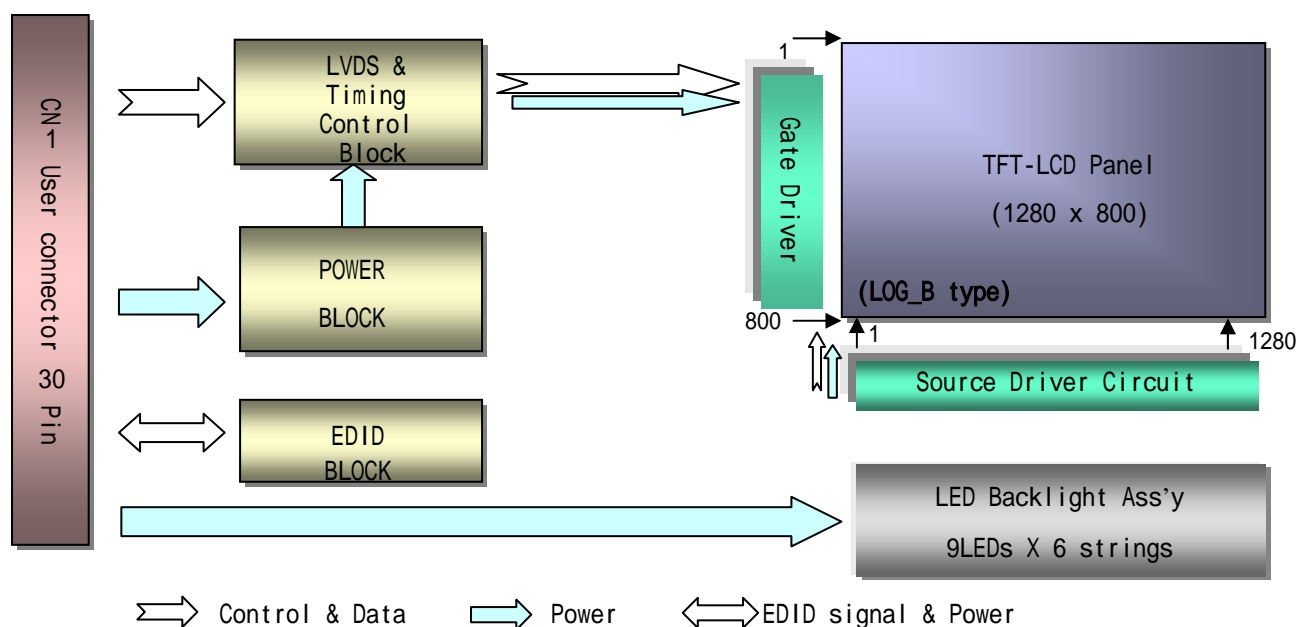 CN-1 User connector 30 Pin
LVDS &
Timing
Control
Block
POWER
BLOCK
EDID
BLOCK
1
Gate Driver
800
TFT-LCD Panel
(1280 x 800)
(LOG_B type)
1
1280
Source Driver Circuit
LED Backlight Ass’y
9LEDs X 6 strings
Control & Data
Power
EDID signal & Power